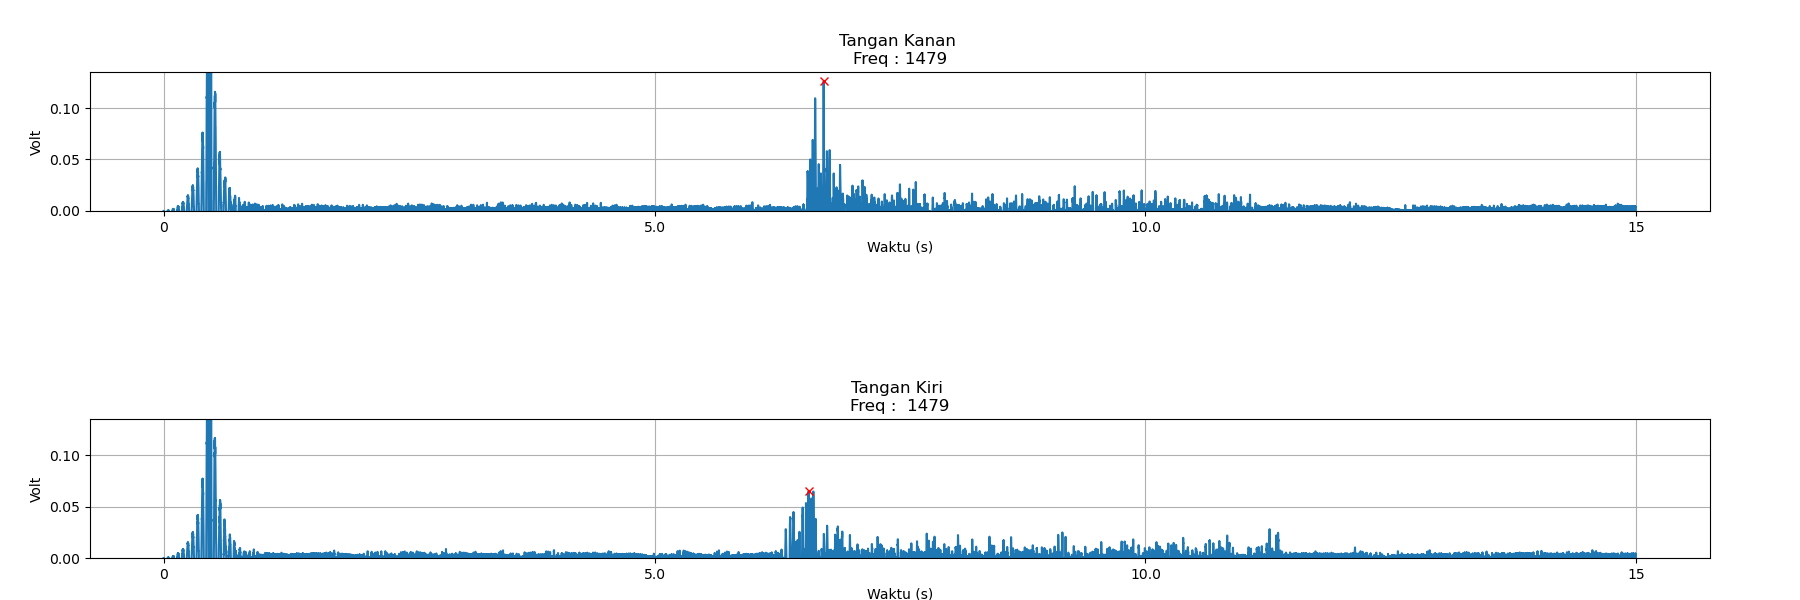 Tangan Kanan
Freq : 1479
Volt
0.10
0.05
0.00
0 5.0 10.0 15
Waktu (s)
Tangan Kiri
Freq :  1479
Volt
0.10
0.05
0.00
0 5.0 10.0 15
Waktu (s)